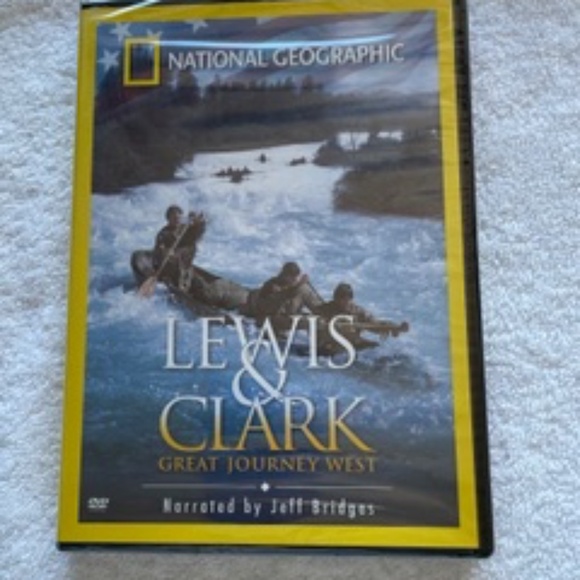 NATIONAL GEOGRAPHIC
LEWIS
&
CLARK
GREAT JOURNEY WEST
Narrated by Jeff Bridges
DVD